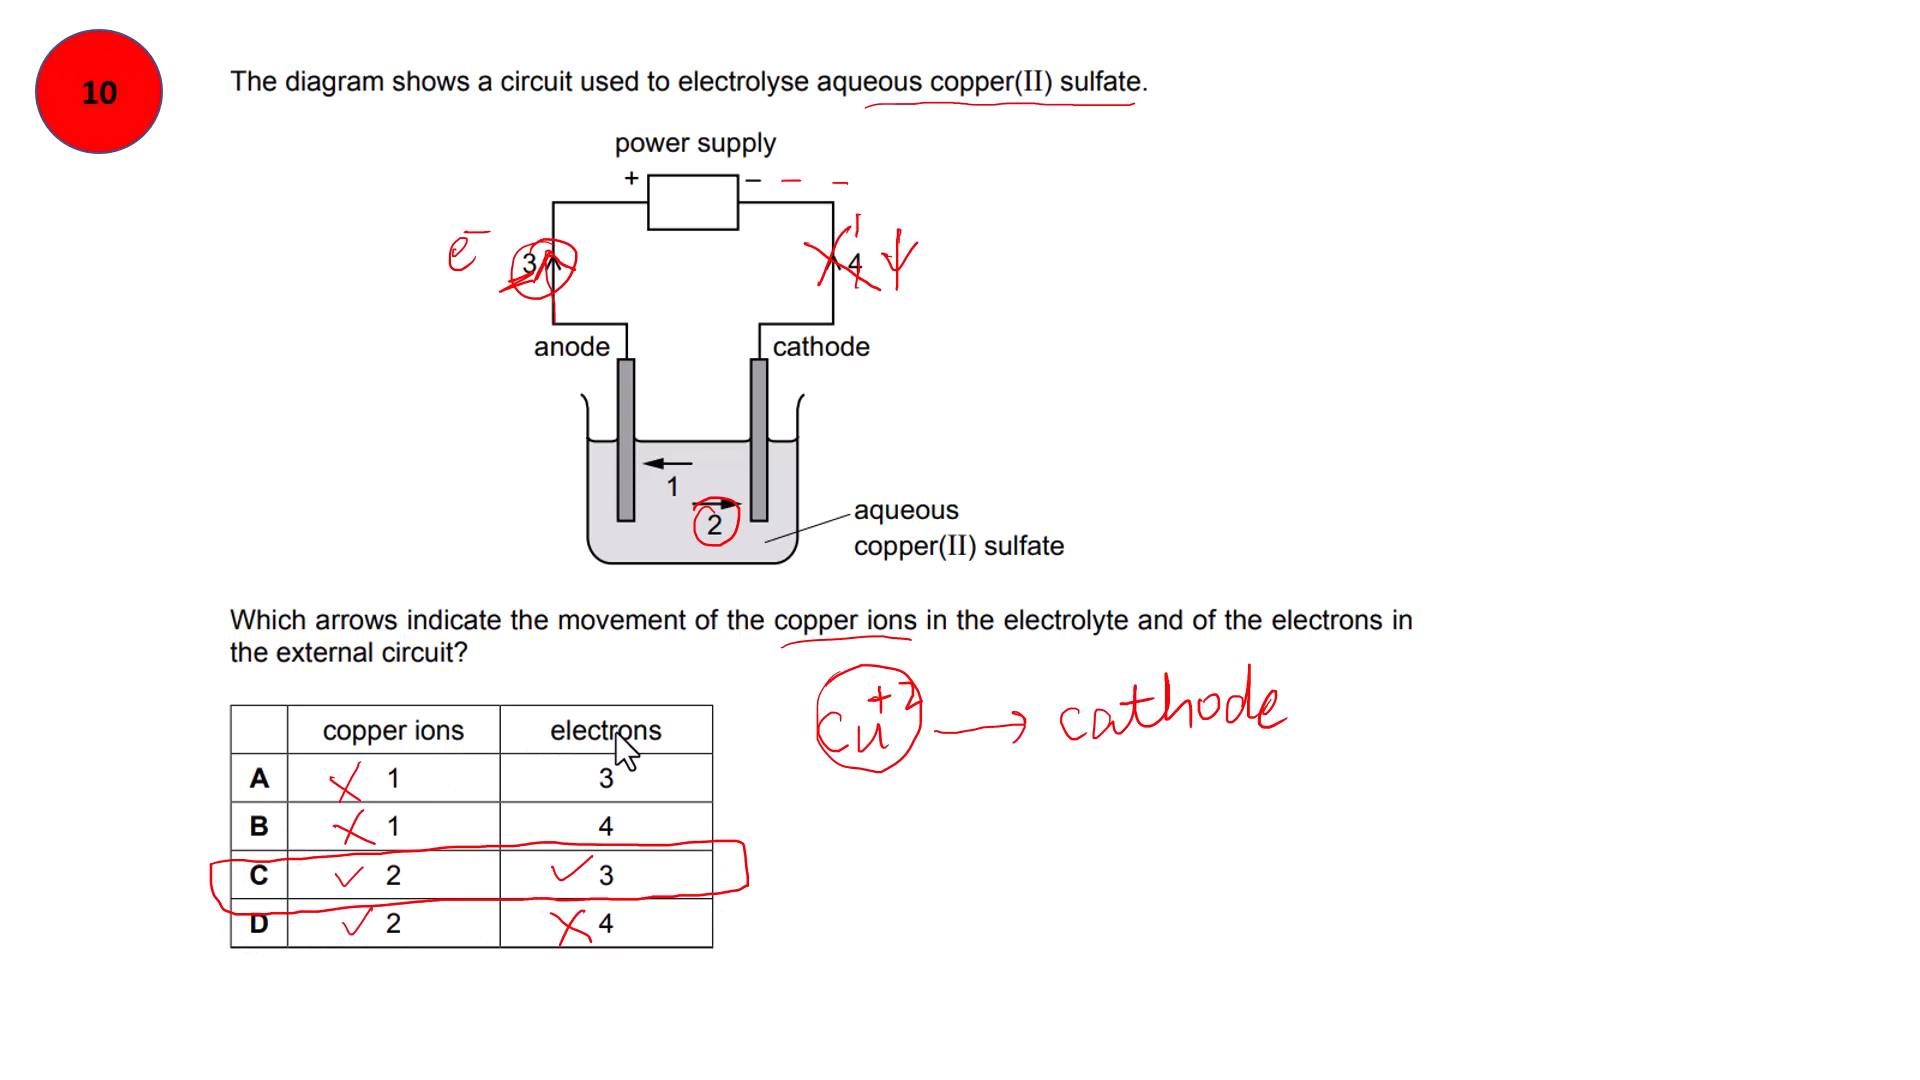 10
The diagram shows a circuit used to electrolyse aqueous copper(II) sulfate.
power supply
+ – – –
e⁻ 3 4
anode cathode
1
2
aqueous
copper(II) sulfate
Which arrows indicate the movement of the copper ions in the electrolyte and of the electrons in
the external circuit?
Cu+2 → cathode
copper ions electrons
A 1 3
B 1 4
C 2 3
D 2 4